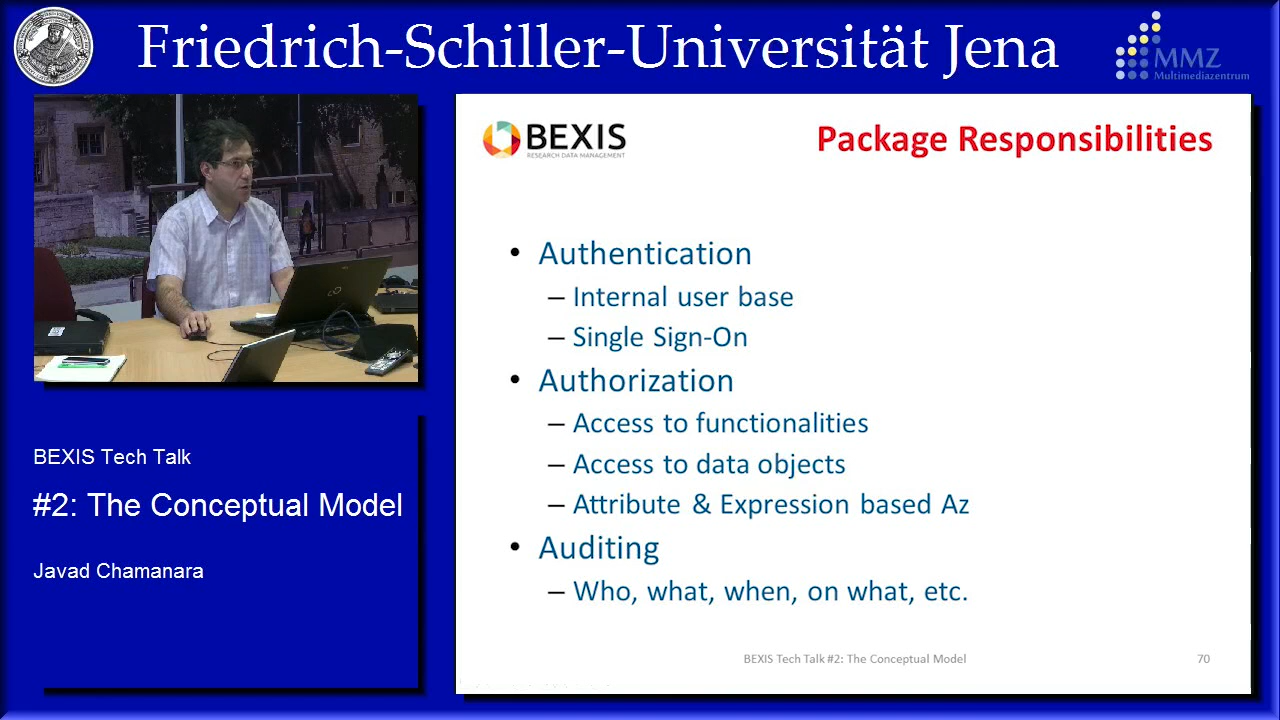 Friedrich-Schiller-Universität Jena
MMZ
Multimediazentrum
BEXIS
RESEARCH DATA MANAGEMENT
Package Responsibilities
• Authentication
– Internal user base
– Single Sign-On
• Authorization
– Access to functionalities
– Access to data objects
– Attribute & Expression based Az
• Auditing
– Who, what, when, on what, etc.
BEXIS Tech Talk #2: The Conceptual Model
70
BEXIS Tech Talk
#2: The Conceptual Model
Javad Chamanara